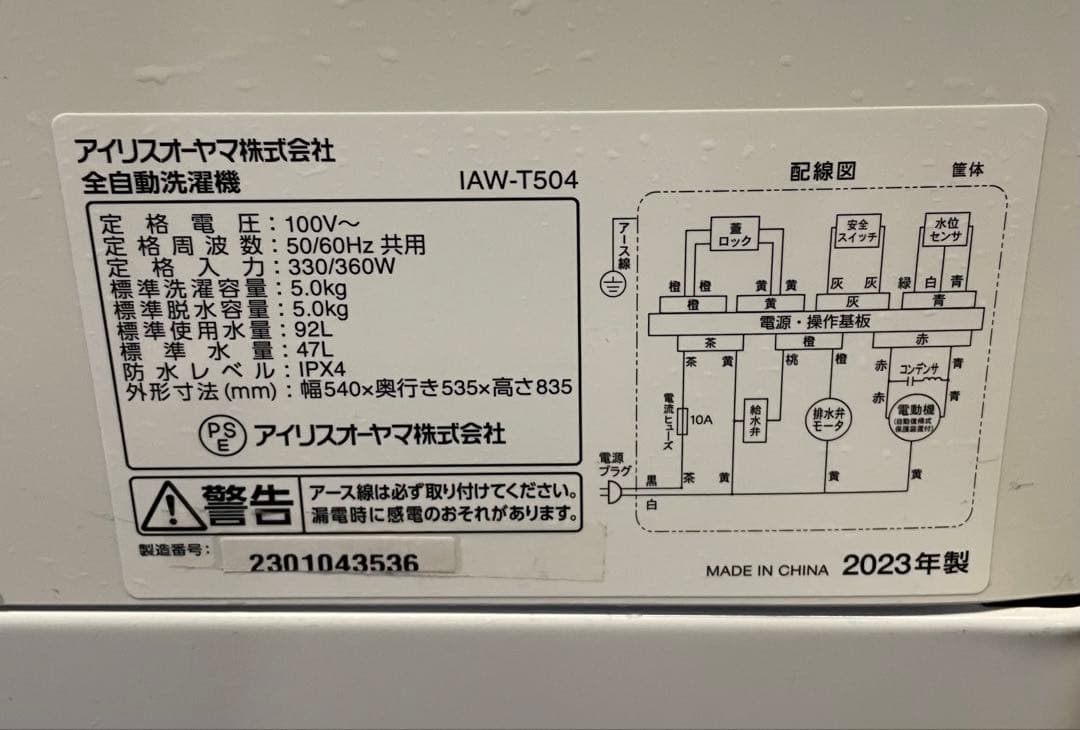 アイリスオーヤマ株式会社
全自動洗濯機 IAW-T504
定格電圧：100V～
定格周波数：50/60Hz 共用
定格入力：330/360W
標準洗濯容量：5.0kg
標準脱水容量：5.0kg
標準使用水量：92L
標準水量：47L
防水レベル：IPX4
外形寸法(mm)：幅540×奥行き535×高さ835
PSE アイリスオーヤマ株式会社
警告
アース線は必ず取り付けてください。
漏電時に感電のおそれがあります。
製造番号：
2301043536
配線図 筐体
アース線
蓋
ロック
安全
スイッチ
水位
センサ
橙 橙 黄 黄 灰 灰 緑 白 青
橙 黄 灰 青
電源・操作基板
茶 橙 赤
茶 黄 桃 橙 赤 青
コンデンサ
赤 青
電流ヒューズ
10A
給水弁
排水弁
モータ
電動機
(自動復帰式
保護装置付)
電源
プラグ
黒 茶 黄 黄 黄
白
MADE IN CHINA 2023年製